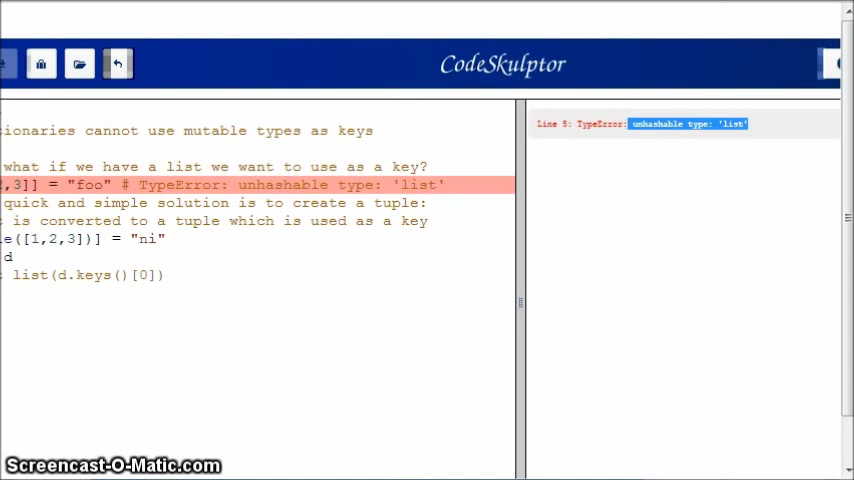 CodeSkulptor
cannot use mutable types as keys
what if we have a list we want to use as a key?
,3]] = "foo" # TypeError: unhashable type: 'list'
quick and simple solution is to create a tuple:
is converted to a tuple which is used as a key
([1,2,3])] = "ni"
d
list(d.keys()[0])
Line 5: TypeError: unhashable type: 'list'
Screencast-O-Matic.com